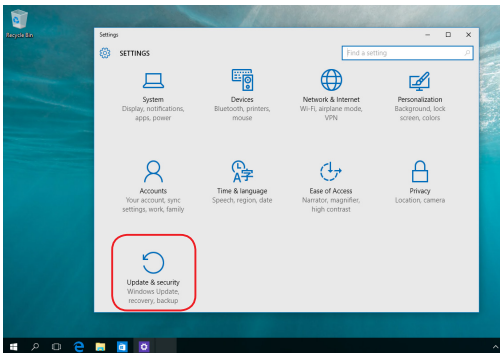 Recycle Bin
Settings
SETTINGS
Find a setting
System
Display, notifications,
apps, power
Devices
Bluetooth, printers,
mouse
Network & Internet
Wi-Fi, airplane mode,
VPN
Personalization
Background, lock
screen, colors
Accounts
Your account, sync
settings, work, family
Time & language
Speech, region, date
Ease of Access
Narrator, magnifier,
high contrast
Privacy
Location, camera
Update & security
Windows Update,
recovery, backup